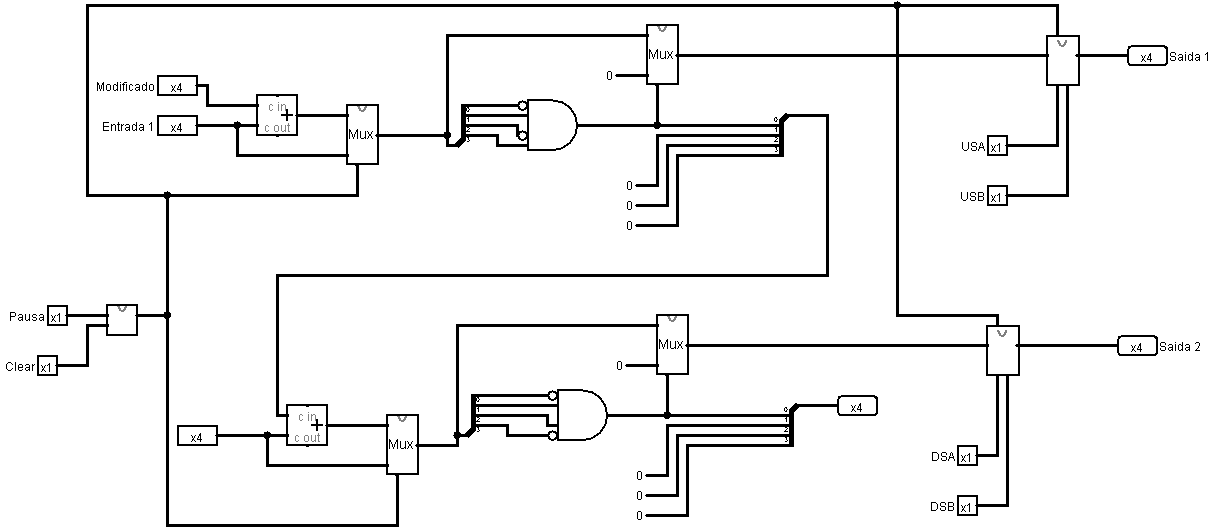 Modificado x4
Entrada 1 x4
c in
+
c out
Mux
0
1
2
3
Mux
0
0
1
2
3
0
0
0
x4 Saida 1
USA x1
USB x1
Pausa x1
Clear x1
x4
c in
+
c out
Mux
0
1
2
3
Mux
0
0
1
2
3
0
0
0
x4
x4 Saida 2
DSA x1
DSB x1